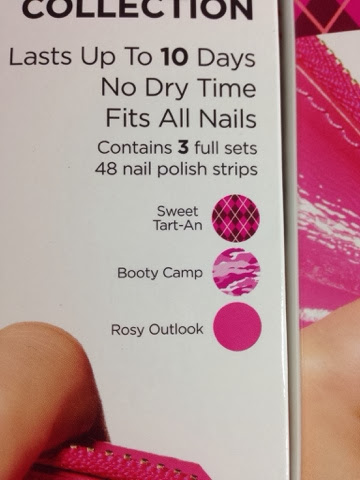 COLLECTION
Lasts Up To 10 Days
No Dry Time
Fits All Nails
Contains 3 full sets
48 nail polish strips
Sweet
Tart-An
Booty Camp
Rosy Outlook